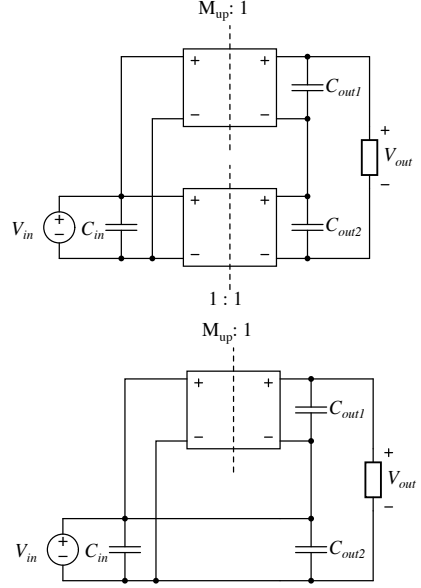 M_up: 1
+ +
C_out1
− −
+
V_out
−
+ +
V_in + − C_in
C_out2
− −
1 : 1
M_up: 1
+ +
C_out1
− −
+
V_out
−
V_in + − C_in
C_out2